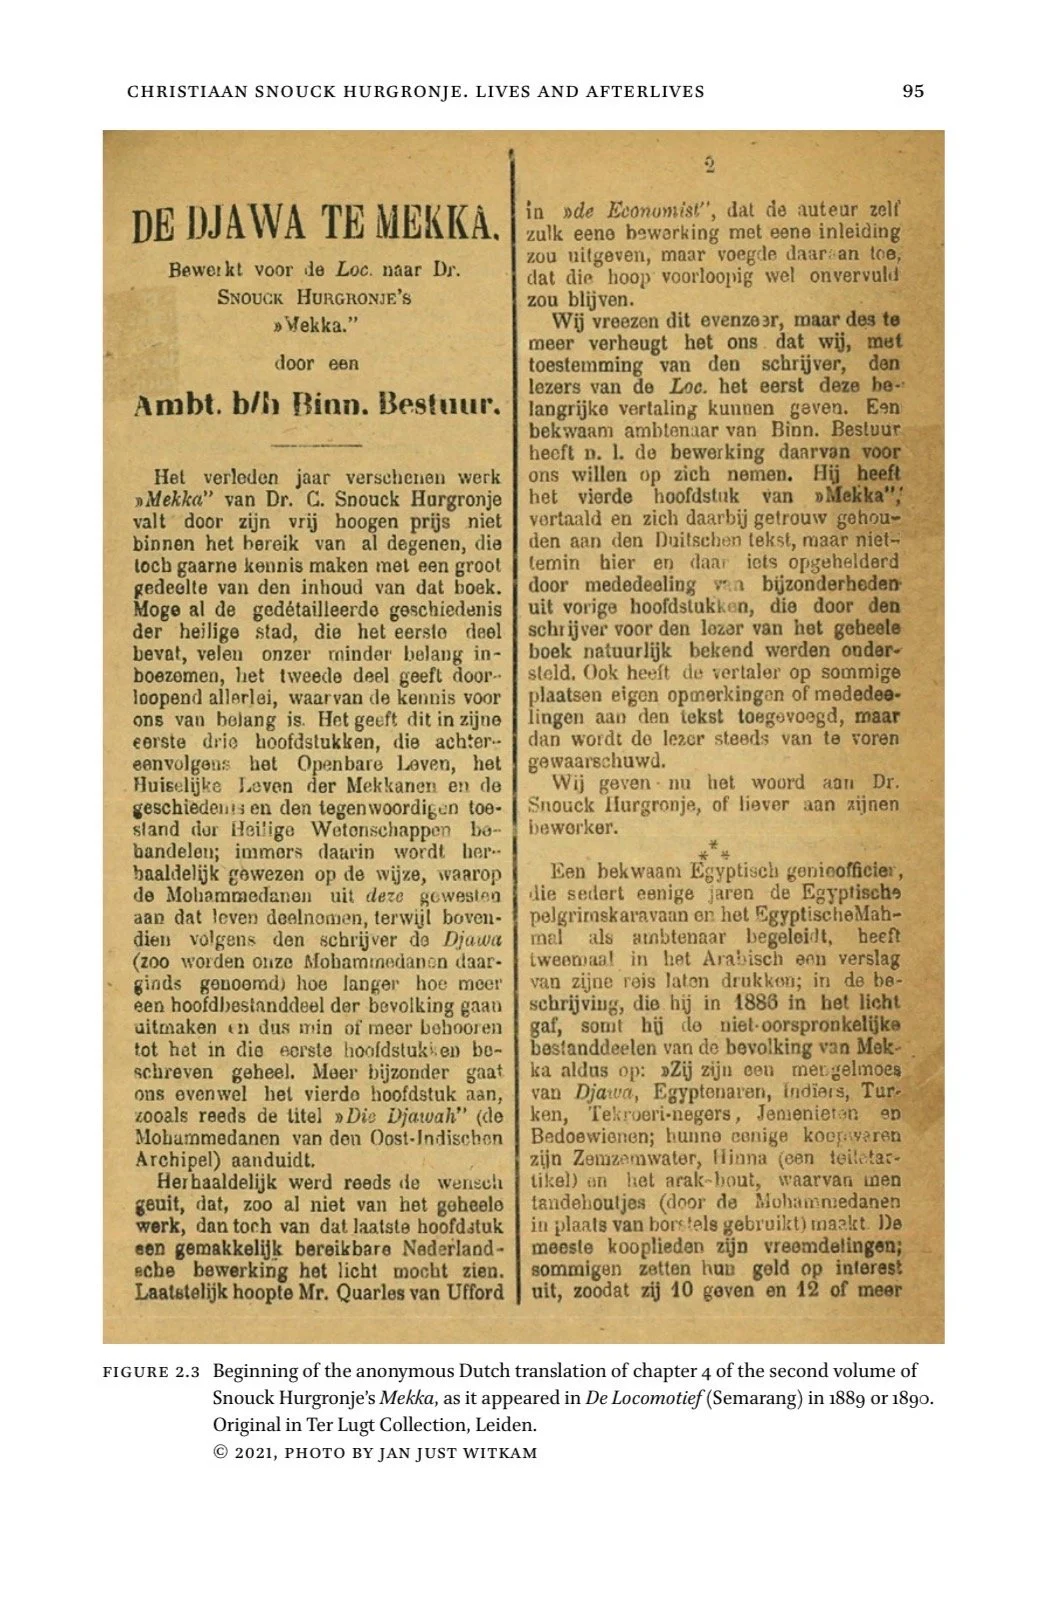 CHRISTIAAN SNOUCK HURGRONJE. LIVES AND AFTERLIVES 95
DE DJAWA TE MEKKA.
Bewerkt voor de Loc. naar Dr.
SNOUCK HURGRONJE'S
»Mekka."
door een
Ambt. b/h Binn. Bestuur.
Het verleden jaar verschenen werk
»Mekka" van Dr. C. Snouck Hurgronje
valt door zijn vrij hoogen prijs niet
binnen het bereik van al degenen, die
toch gaarne kennis maken met een groot
gedeelte van den inhoud van dat boek.
Moge al de gedétailleerde geschiedenis
der heilige stad, die het eerste deel
bevat, velen onzer minder belang in-
boezemen, het tweede deel geeft door-
loopend allerlei, waarvan de kennis voor
ons van belang is. Het geeft dit in zijne
eerste drie hoofdstukken, die achter-
eenvolgens het Openbare Leven, het
Huiselijke Leven der Mekkanen en de
geschiedenis en den tegenwoordigen toe-
stand der Heilige Wetenschappen be-
handelen; immers daarin wordt her-
haaldelijk gewezen op de wijze, waarop
de Mohammedanen uit deze gewesten
aan dat leven deelnemen, terwijl boven-
dien volgens den schrijver de Djawa
(zoo worden onze Mohammedanen daar-
ginds genoemd) hoe langer hoe meer
een hoofdbestanddeel der bevolking gaan
uitmaken en dus min of meer behooren
tot het in die eerste hoofdstukken be-
schreven geheel. Meer bijzonder gaat
ons evenwel het vierde hoofdstuk aan,
zooals reeds de titel »Die Djawah" (de
Mohammedanen van den Oost-Indischen
Archipel) aanduidt.
Herhaaldelijk werd reeds de wensch
geuit, dat, zoo al niet van het geheele
werk, dan toch van dat laatste hoofdstuk
een gemakkelijk bereikbare Nederland-
sche bewerking het licht mocht zien.
Laatstelijk hoopte Mr. Quarles van Ufford
2
in »de Economist", dat de auteur zelf
zulk eene bewerking met eene inleiding
zou uitgeven, maar voegde daaraan toe,
dat die hoop voorloopig wel onvervuld
zou blijven.
Wij vreezen dit evenzeer, maar des te
meer verheugt het ons dat wij, met
toestemming van den schrijver, den
lezers van de Loc. het eerst deze be-
langrijke vertaling kunnen geven. Een
bekwaam ambtenaar van Binn. Bestuur
heeft n. l. de bewerking daarvan voor
ons willen op zich nemen. Hij heeft
het vierde hoofdstuk van »Mekka",
vertaald en zich daarbij getrouw gehou-
den aan den Duitschen tekst, maar niet-
temin hier en daar iets opgehelderd
door mededeeling van bijzonderheden
uit vorige hoofdstukken, die door den
schrijver voor den lezer van het geheele
boek natuurlijk bekend werden onder-
steld. Ook heeft de vertaler op sommige
plaatsen eigen opmerkingen of mededee-
lingen aan den tekst toegevoegd, maar
dan wordt de lezer steeds van te voren
gewaarschuwd.
Wij geven nu het woord aan Dr.
Snouck Hurgronje, of liever aan zijnen
bewerker.
***
Een bekwaam Egyptisch genieofficier,
die sedert eenige jaren de Egyptische
pelgrimskaravaan en het EgyptischeMah-
mal als ambtenaar begeleidt, heeft
tweemaal in het Arabisch een verslag
van zijne reis laten drukken; in de be-
schrijving, die hij in 1886 in het licht
gaf, somt hij de niet-oorspronkelijke
bestanddeelen van de bevolking van Mek-
ka aldus op: »Zij zijn een mengelmoes
van Djawa, Egyptenaren, Indiërs, Tur-
ken, Tekroeri-negers, Jemenieten en
Bedoewienen; hunne eenige koopwaren
zijn Zemzemwater, Hinna (een toiletar-
tikel) en het arak-hout, waarvan men
tandehoutjes (door de Mohammedanen
in plaats van borstels gebruikt) maakt. De
meeste kooplieden zijn vreemdelingen;
sommigen zetten hun geld op interest
uit, zoodat zij 10 geven en 12 of meer
FIGURE 2.3 Beginning of the anonymous Dutch translation of chapter 4 of the second volume of
Snouck Hurgronje's Mekka, as it appeared in De Locomotief (Semarang) in 1889 or 1890.
Original in Ter Lugt Collection, Leiden.
© 2021, PHOTO BY JAN JUST WITKAM